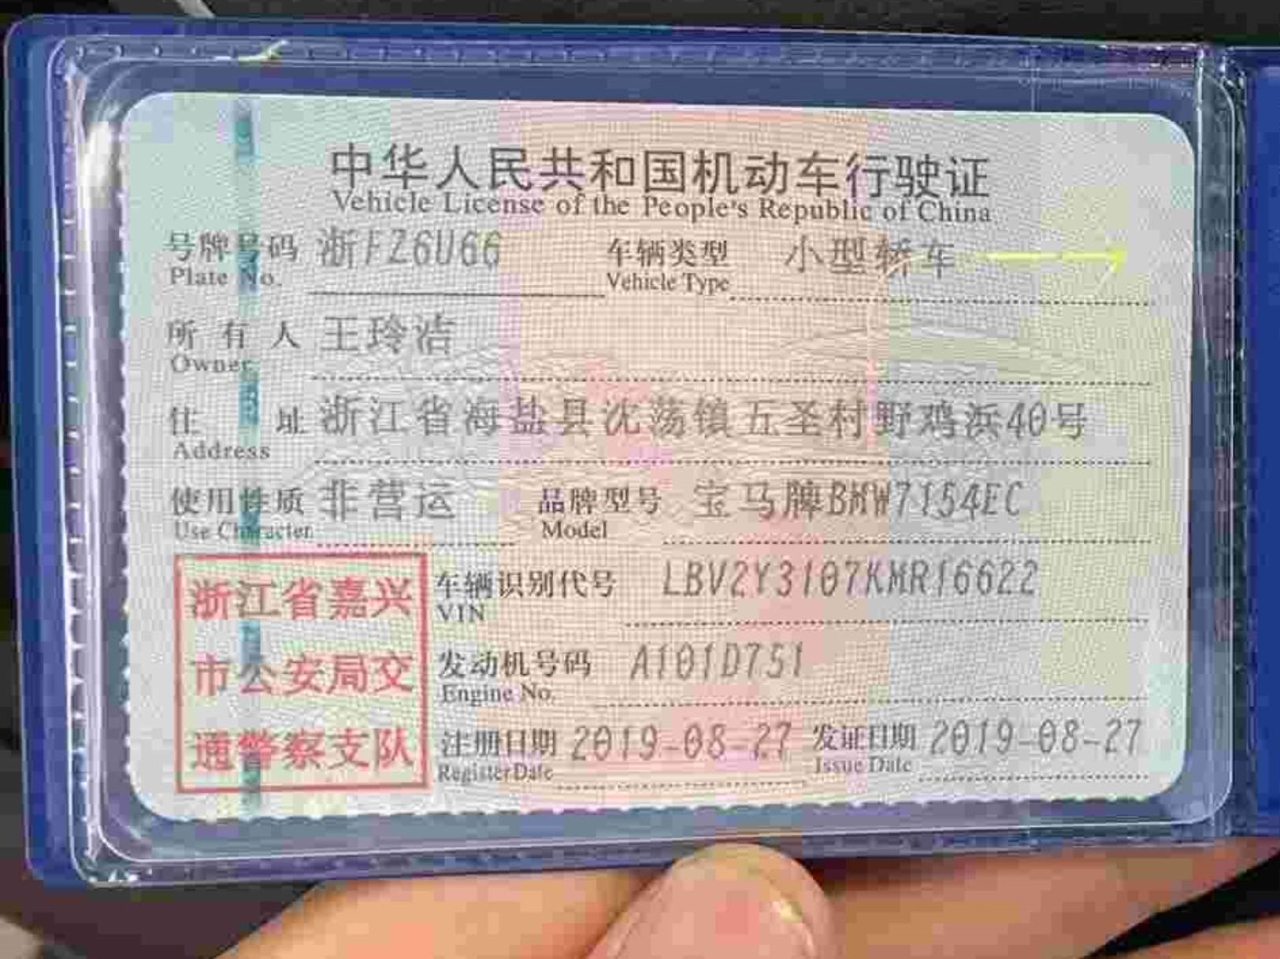 中华人民共和国机动车行驶证
Vehicle License of the People's Republic of China
号牌号码 浙FZ6U66 车辆类型 小型轿车
Plate No. Vehicle Type
所有人 王玲洁
Owner
住址 浙江省海盐县沈荡镇五圣村野鸡浜40号
Address
使用性质 非营运 品牌型号 宝马牌BMW7154EC
Use Character Model
浙江省嘉兴
市公安局交
通警察支队
车辆识别代号 LBV2Y3107KMR16622
VIN
发动机号码 A101D751
Engine No.
注册日期 2019-08-27 发证日期 2019-08-27
Register Date Issue Date